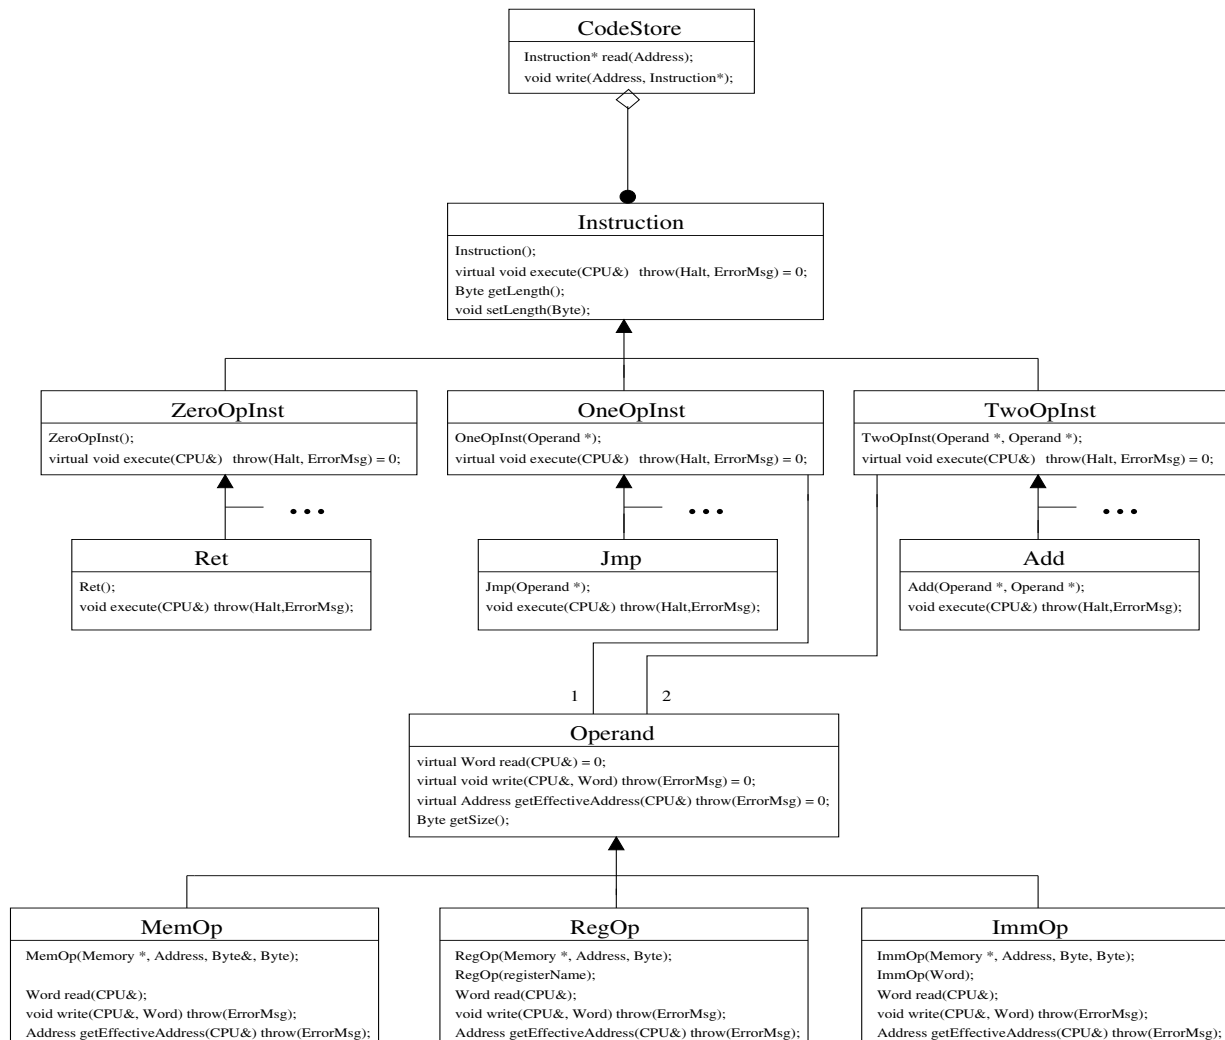 CodeStore
Instruction* read(Address);
void write(Address, Instruction*);
Instruction
Instruction();
virtual void execute(CPU&) throw(Halt, ErrorMsg) = 0;
Byte getLength();
void setLength(Byte);
ZeroOpInst
ZeroOpInst();
virtual void execute(CPU&) throw(Halt, ErrorMsg) = 0;
OneOpInst
OneOpInst(Operand *);
virtual void execute(CPU&) throw(Halt, ErrorMsg) = 0;
TwoOpInst
TwoOpInst(Operand *, Operand *);
virtual void execute(CPU&) throw(Halt, ErrorMsg) = 0;
...
...
...
Ret
Ret();
void execute(CPU&) throw(Halt,ErrorMsg);
Jmp
Jmp(Operand *);
void execute(CPU&) throw(Halt,ErrorMsg);
Add
Add(Operand *, Operand *);
void execute(CPU&) throw(Halt,ErrorMsg);
1
2
Operand
virtual Word read(CPU&) = 0;
virtual void write(CPU&, Word) throw(ErrorMsg) = 0;
virtual Address getEffectiveAddress(CPU&) throw(ErrorMsg) = 0;
Byte getSize();
MemOp
MemOp(Memory *, Address, Byte&, Byte);
Word read(CPU&);
void write(CPU&, Word) throw(ErrorMsg);
Address getEffectiveAddress(CPU&) throw(ErrorMsg);
RegOp
RegOp(Memory *, Address, Byte);
RegOp(registerName);
Word read(CPU&);
void write(CPU&, Word) throw(ErrorMsg);
Address getEffectiveAddress(CPU&) throw(ErrorMsg);
ImmOp
ImmOp(Memory *, Address, Byte, Byte);
ImmOp(Word);
Word read(CPU&);
void write(CPU&, Word) throw(ErrorMsg);
Address getEffectiveAddress(CPU&) throw(ErrorMsg);